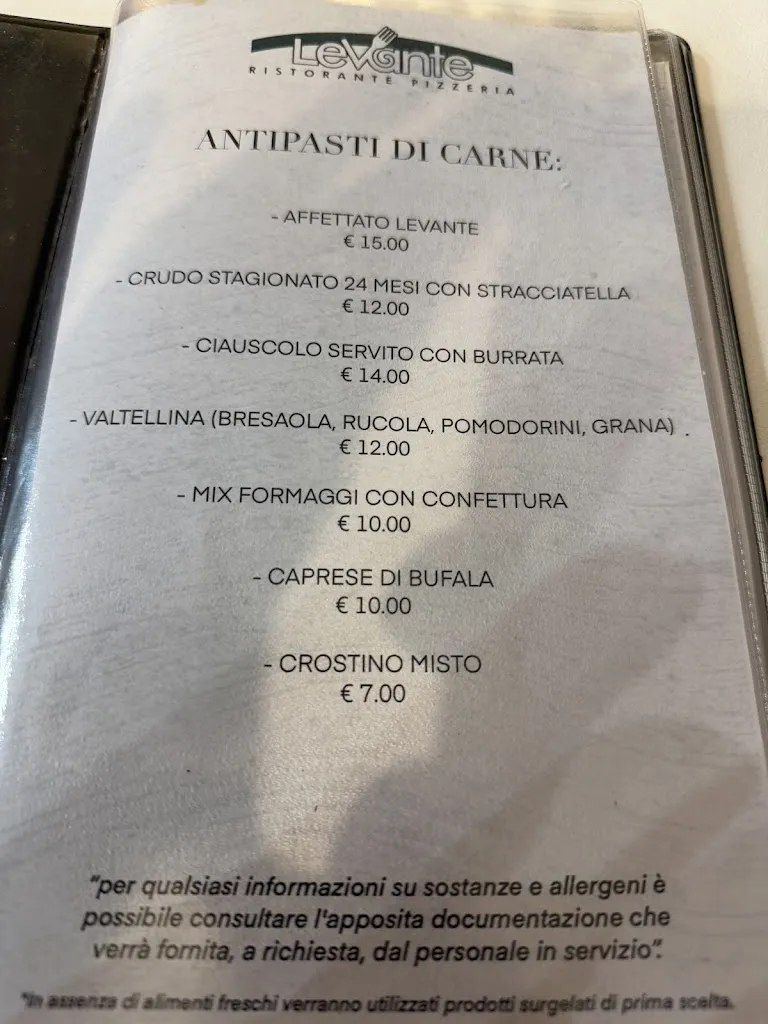 Levante
RISTORANTE PIZZERIA
ANTIPASTI DI CARNE:
- AFFETTATO LEVANTE
€ 15.00
- CRUDO STAGIONATO 24 MESI CON STRACCIATELLA
€ 12.00
- CIAUSCOLO SERVITO CON BURRATA
€ 14.00
- VALTELLINA (BRESAOLA, RUCOLA, POMODORINI, GRANA) .
€ 12.00
- MIX FORMAGGI CON CONFETTURA
€ 10.00
- CAPRESE DI BUFALA
€ 10.00
- CROSTINO MISTO
€ 7.00
“per qualsiasi informazioni su sostanze e allergeni è
possibile consultare l'apposita documentazione che
verrà fornita, a richiesta, dal personale in servizio”.
*In assenza di alimenti freschi verranno utilizzati prodotti surgelati di prima scelta.